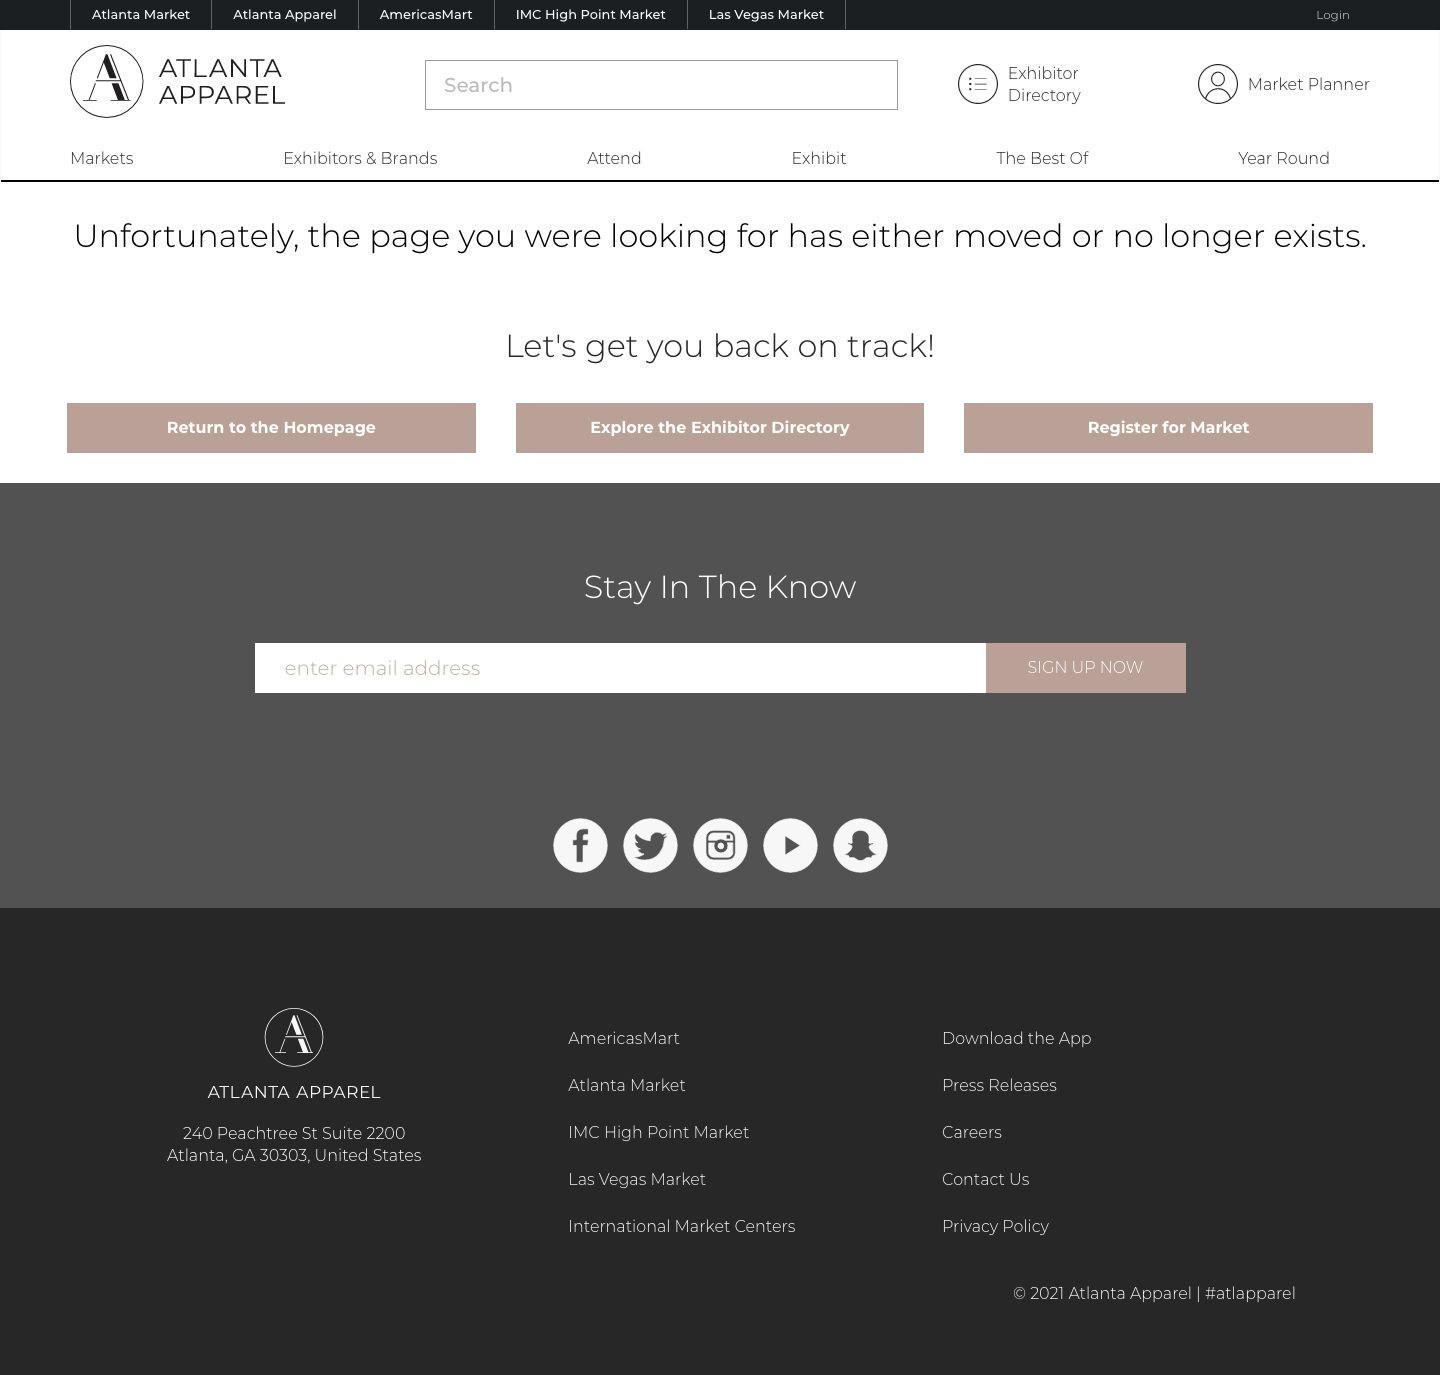 Atlanta Market
Atlanta Apparel
AmericasMart
IMC High Point Market
Las Vegas Market
Login
ATLANTA
APPAREL
Search
Exhibitor
Directory
Market Planner
Markets
Exhibitors & Brands
Attend
Exhibit
The Best Of
Year Round
Unfortunately, the page you were looking for has either moved or no longer exists.
Let's get you back on track!
Return to the Homepage
Explore the Exhibitor Directory
Register for Market
Stay In The Know
enter email address
SIGN UP NOW
ATLANTA APPAREL
240 Peachtree St Suite 2200
Atlanta, GA 30303, United States
AmericasMart
Atlanta Market
IMC High Point Market
Las Vegas Market
International Market Centers
Download the App
Press Releases
Careers
Contact Us
Privacy Policy
© 2021 Atlanta Apparel | #atlapparel